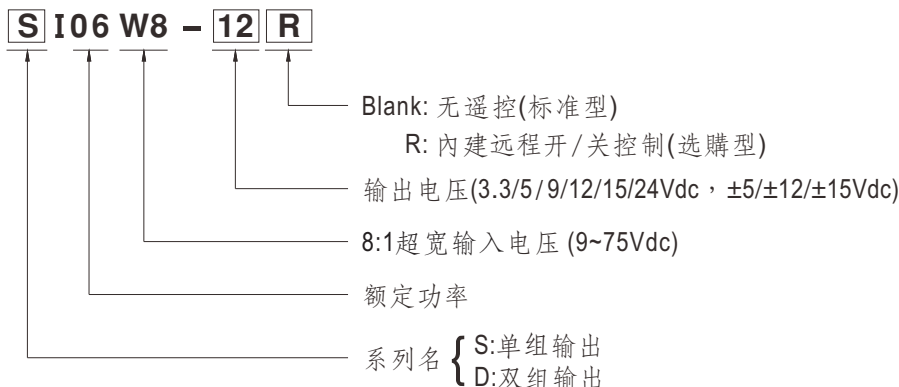 S I06 W8 – 12 R
Blank: 无遥控(标准型)
R: 內建远程开/关控制(选購型)
输出电压(3.3/5/9/12/15/24Vdc，±5/±12/±15Vdc)
8:1超宽输入电压 (9~75Vdc)
额定功率
系列名 { S:单组输出
D:双组输出